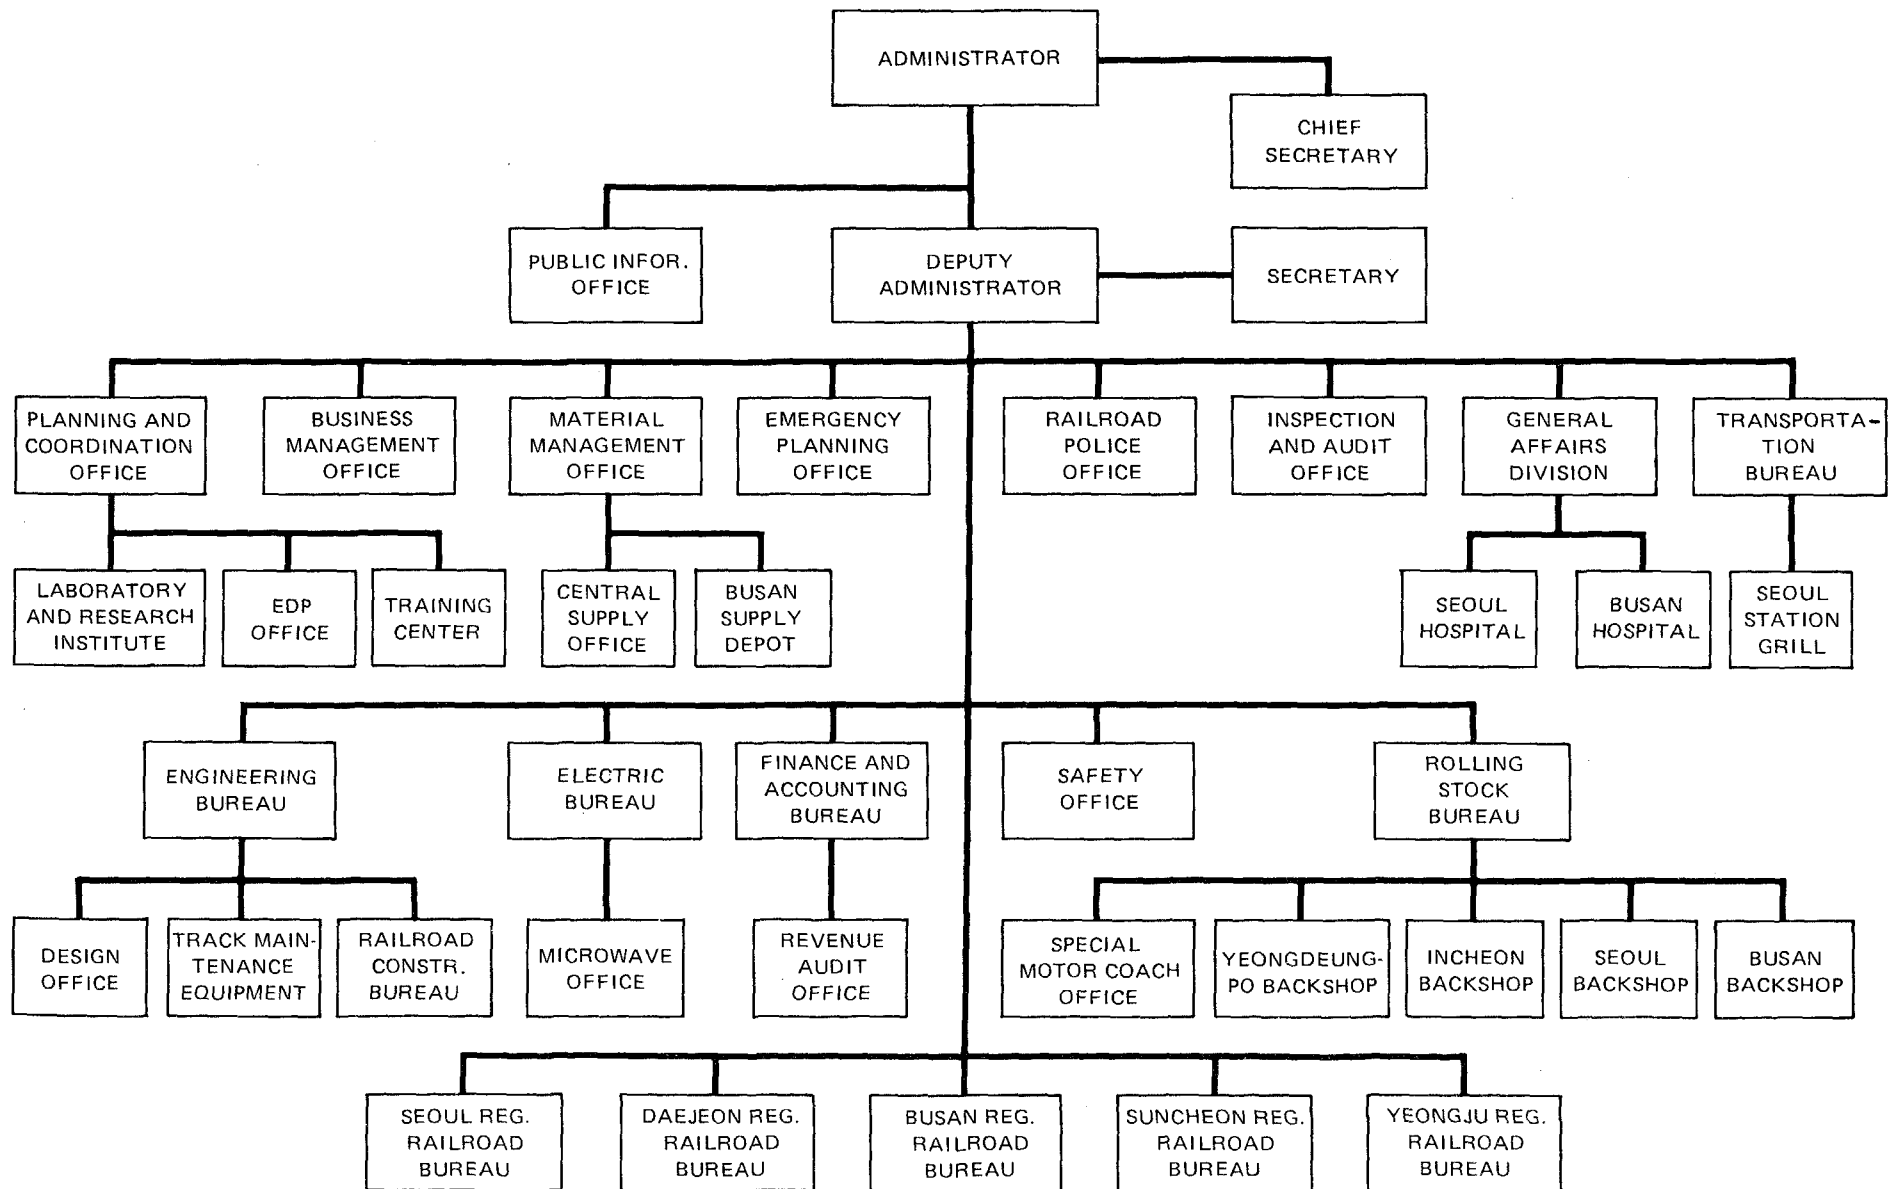 ADMINISTRATOR
CHIEF
SECRETARY
PUBLIC INFOR.
OFFICE
DEPUTY
ADMINISTRATOR
SECRETARY
PLANNING AND
COORDINATION
OFFICE
BUSINESS
MANAGEMENT
OFFICE
MATERIAL
MANAGEMENT
OFFICE
EMERGENCY
PLANNING
OFFICE
RAILROAD
POLICE
OFFICE
INSPECTION
AND AUDIT
OFFICE
GENERAL
AFFAIRS
DIVISION
TRANSPORTA-
TION
BUREAU
LABORATORY
AND RESEARCH
INSTITUTE
EDP
OFFICE
TRAINING
CENTER
CENTRAL
SUPPLY
OFFICE
BUSAN
SUPPLY
DEPOT
SEOUL
HOSPITAL
BUSAN
HOSPITAL
SEOUL
STATION
GRILL
ENGINEERING
BUREAU
ELECTRIC
BUREAU
FINANCE AND
ACCOUNTING
BUREAU
SAFETY
OFFICE
ROLLING
STOCK
BUREAU
DESIGN
OFFICE
TRACK MAIN-
TENANCE
EQUIPMENT
RAILROAD
CONSTR.
BUREAU
MICROWAVE
OFFICE
REVENUE
AUDIT
OFFICE
SPECIAL
MOTOR COACH
OFFICE
YEONGDEUNG-
PO BACKSHOP
INCHEON
BACKSHOP
SEOUL
BACKSHOP
BUSAN
BACKSHOP
SEOUL REG.
RAILROAD
BUREAU
DAEJEON REG.
RAILROAD
BUREAU
BUSAN REG.
RAILROAD
BUREAU
SUNCHEON REG.
RAILROAD
BUREAU
YEONGJU REG.
RAILROAD
BUREAU